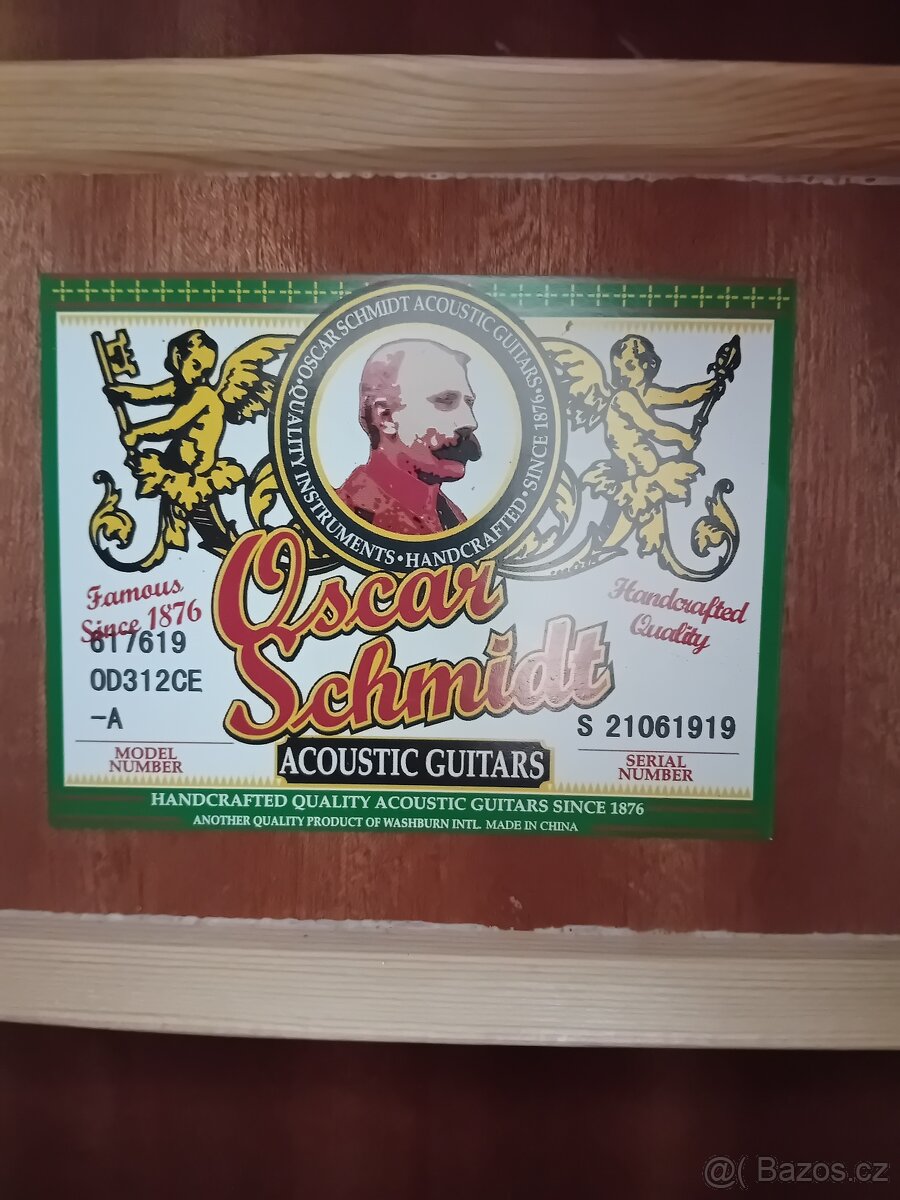 •OSCAR SCHMIDT ACOUSTIC GUITARS•
SINCE 1876•
HANDCRAFTED•
QUALITY INSTRUMENTS•
Famous
Since 1876
Oscar
Schmidt
Handcrafted
Quality
617619
OD312CE
-A
MODEL
NUMBER
S 21061919
SERIAL
NUMBER
ACOUSTIC GUITARS
HANDCRAFTED QUALITY ACOUSTIC GUITARS SINCE 1876
ANOTHER QUALITY PRODUCT OF WASHBURN INTL. MADE IN CHINA
@( Bazos.cz